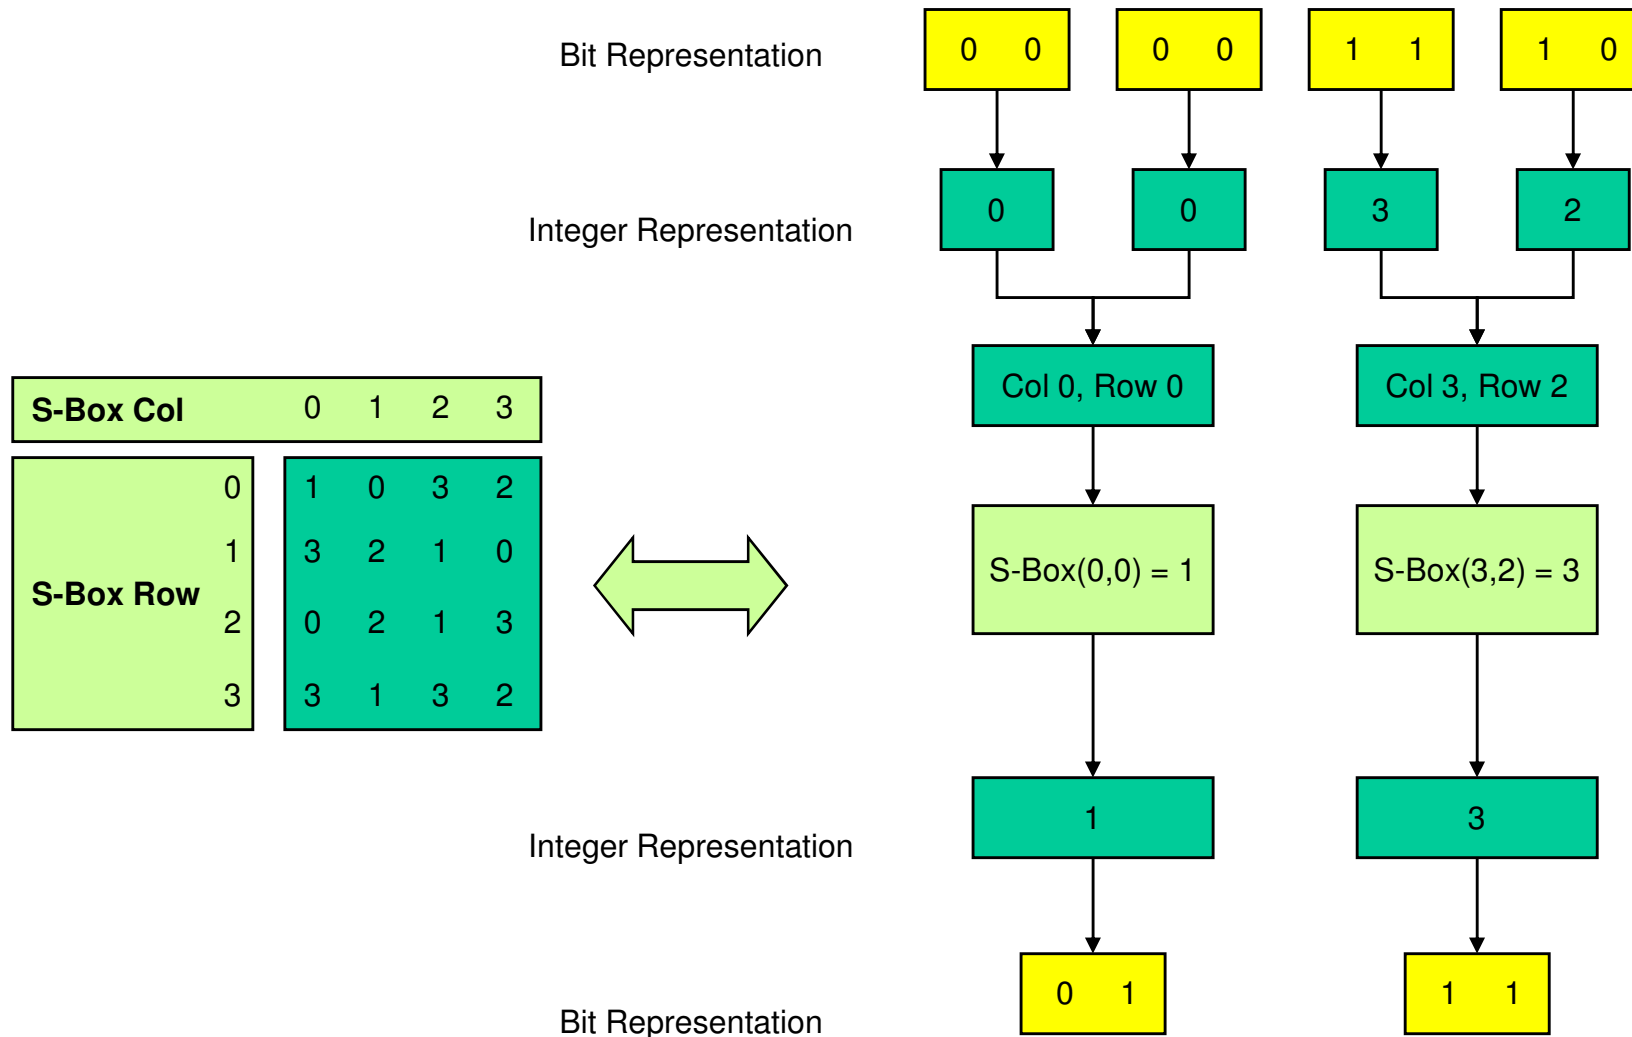 Bit Representation
0 0
0 0
1 1
1 0
Integer Representation
0
0
3
2
Col 0, Row 0
Col 3, Row 2
S-Box Col 0 1 2 3
S-Box Row
0 1 0 3 2
1 3 2 1 0
2 0 2 1 3
3 3 1 3 2
S-Box(0,0) = 1
S-Box(3,2) = 3
Integer Representation
1
3
Bit Representation
0 1
1 1